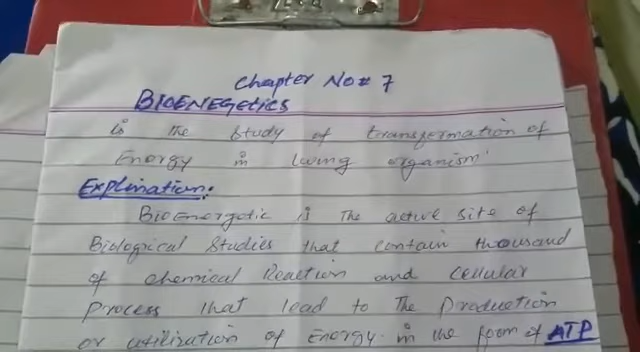 Chapter No# 7
BIOENEGETICS
is the study of transformation of
Energy in living organism.
Explination:
BioEnergetic is The active site of
Biological Studies that contain thousand
of chemical Reaction and Cellular
Process that lead to The Production
or utilization of Energy in the form of ATP